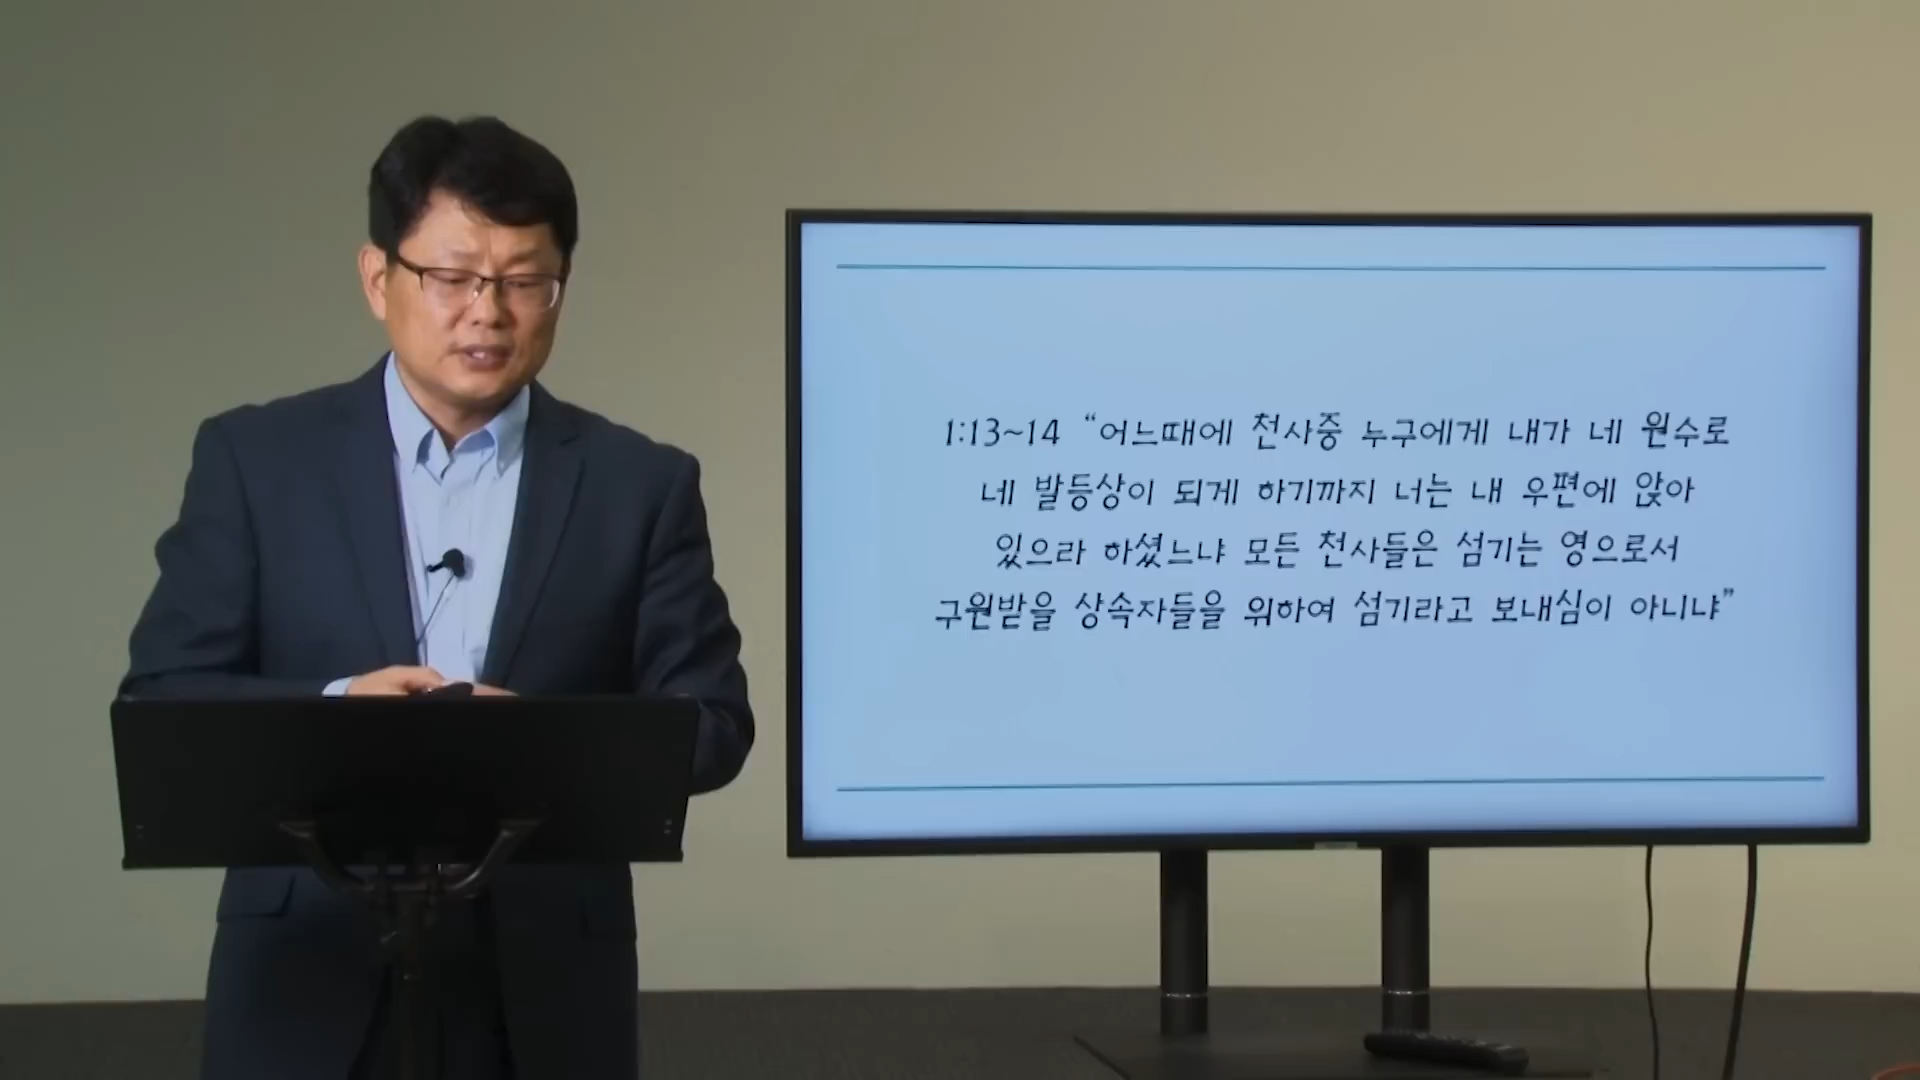 1:13~14 “어느때에 천사중 누구에게 내가 네 원수로
네 발등상이 되게 하기까지 너는 내 우편에 앉아
있으라 하셨느냐 모든 천사들은 섬기는 영으로서
구원받을 상속자들을 위하여 섬기라고 보내심이 아니냐”